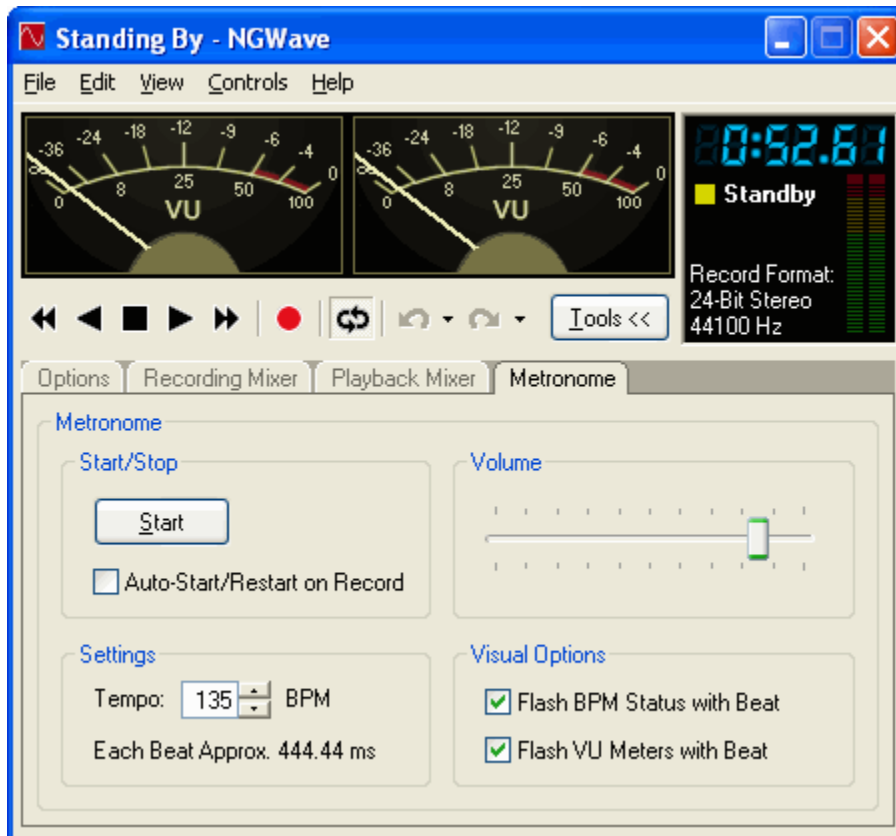 Standing By - NGWave
File Edit View Controls Help
-36 -24 -18 -12 -9 -6 -4 0
∞ 0 8 25 50 100
VU
-36 -24 -18 -12 -9 -6 -4 0
∞ 0 8 25 50 100
VU
0:52.61
Standby
Record Format:
24-Bit Stereo
44100 Hz
Tools <<
Options Recording Mixer Playback Mixer Metronome
Metronome
Start/Stop
Start
Auto-Start/Restart on Record
Volume
Settings
Tempo: 135 BPM
Each Beat Approx. 444.44 ms
Visual Options
Flash BPM Status with Beat
Flash VU Meters with Beat